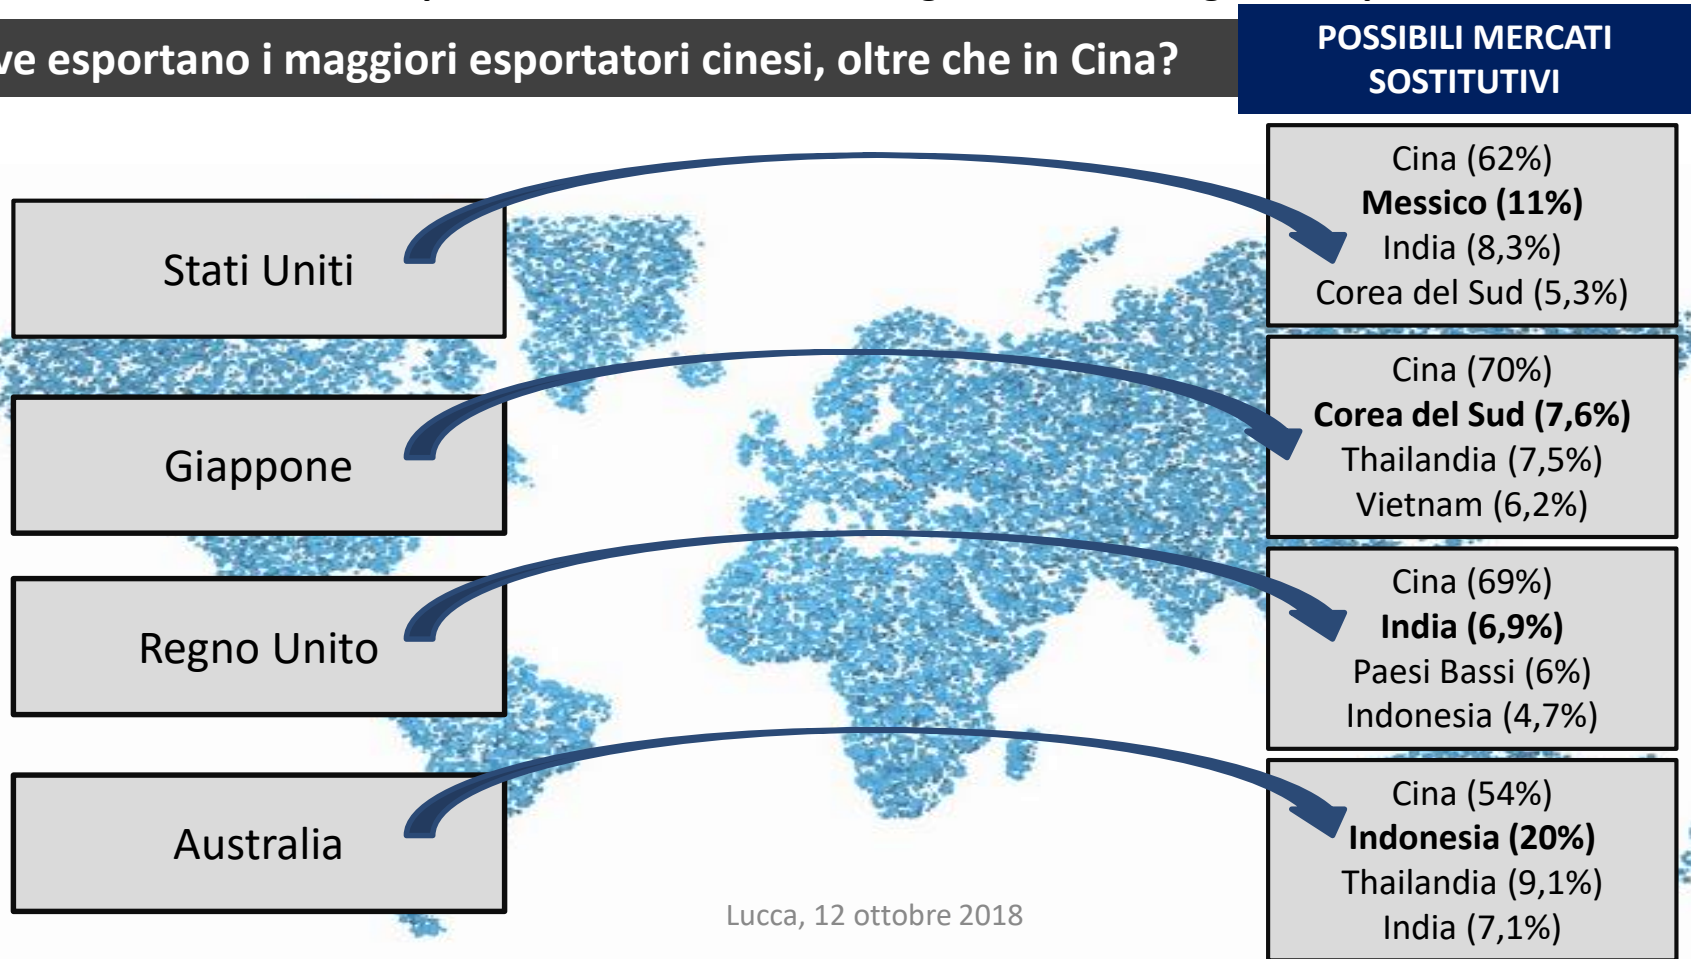 ve esportano i maggiori esportatori cinesi, oltre che in Cina?
POSSIBILI MERCATI
SOSTITUTIVI
Stati Uniti
Cina (62%)
Messico (11%)
India (8,3%)
Corea del Sud (5,3%)
Giappone
Cina (70%)
Corea del Sud (7,6%)
Thailandia (7,5%)
Vietnam (6,2%)
Regno Unito
Cina (69%)
India (6,9%)
Paesi Bassi (6%)
Indonesia (4,7%)
Australia
Cina (54%)
Indonesia (20%)
Thailandia (9,1%)
India (7,1%)
Lucca, 12 ottobre 2018